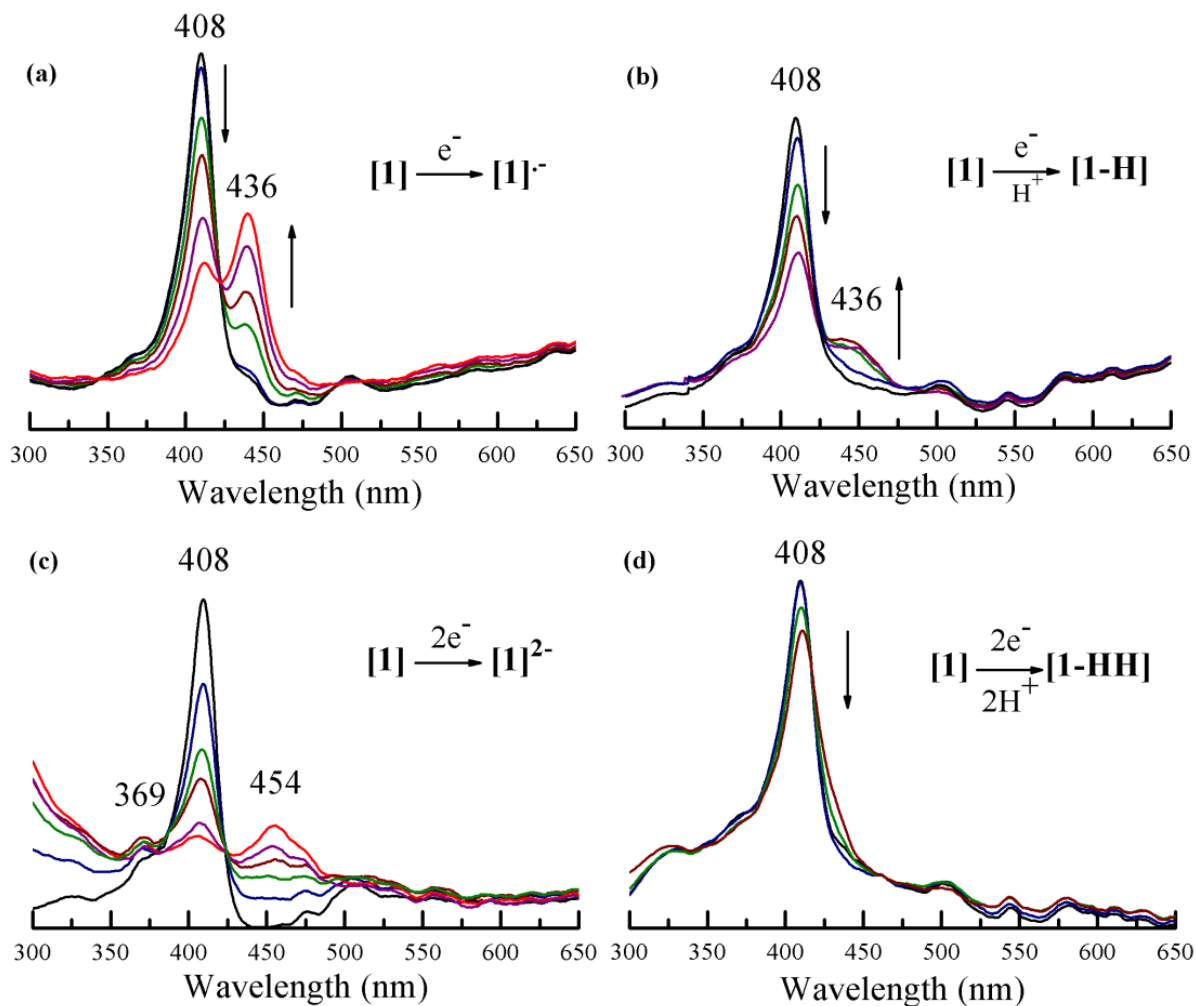 (a)
408
436
[1] e⁻ → [1]·⁻
300 350 400 450 500 550 600 650
Wavelength (nm)
(b)
408
436
[1] e⁻ H⁺ → [1-H]
300 350 400 450 500 550 600 650
Wavelength (nm)
(c)
408
369
454
[1] 2e⁻ → [1]²⁻
300 350 400 450 500 550 600 650
Wavelength (nm)
(d)
408
[1] 2e⁻ 2H⁺ → [1-HH]
300 350 400 450 500 550 600 650
Wavelength (nm)